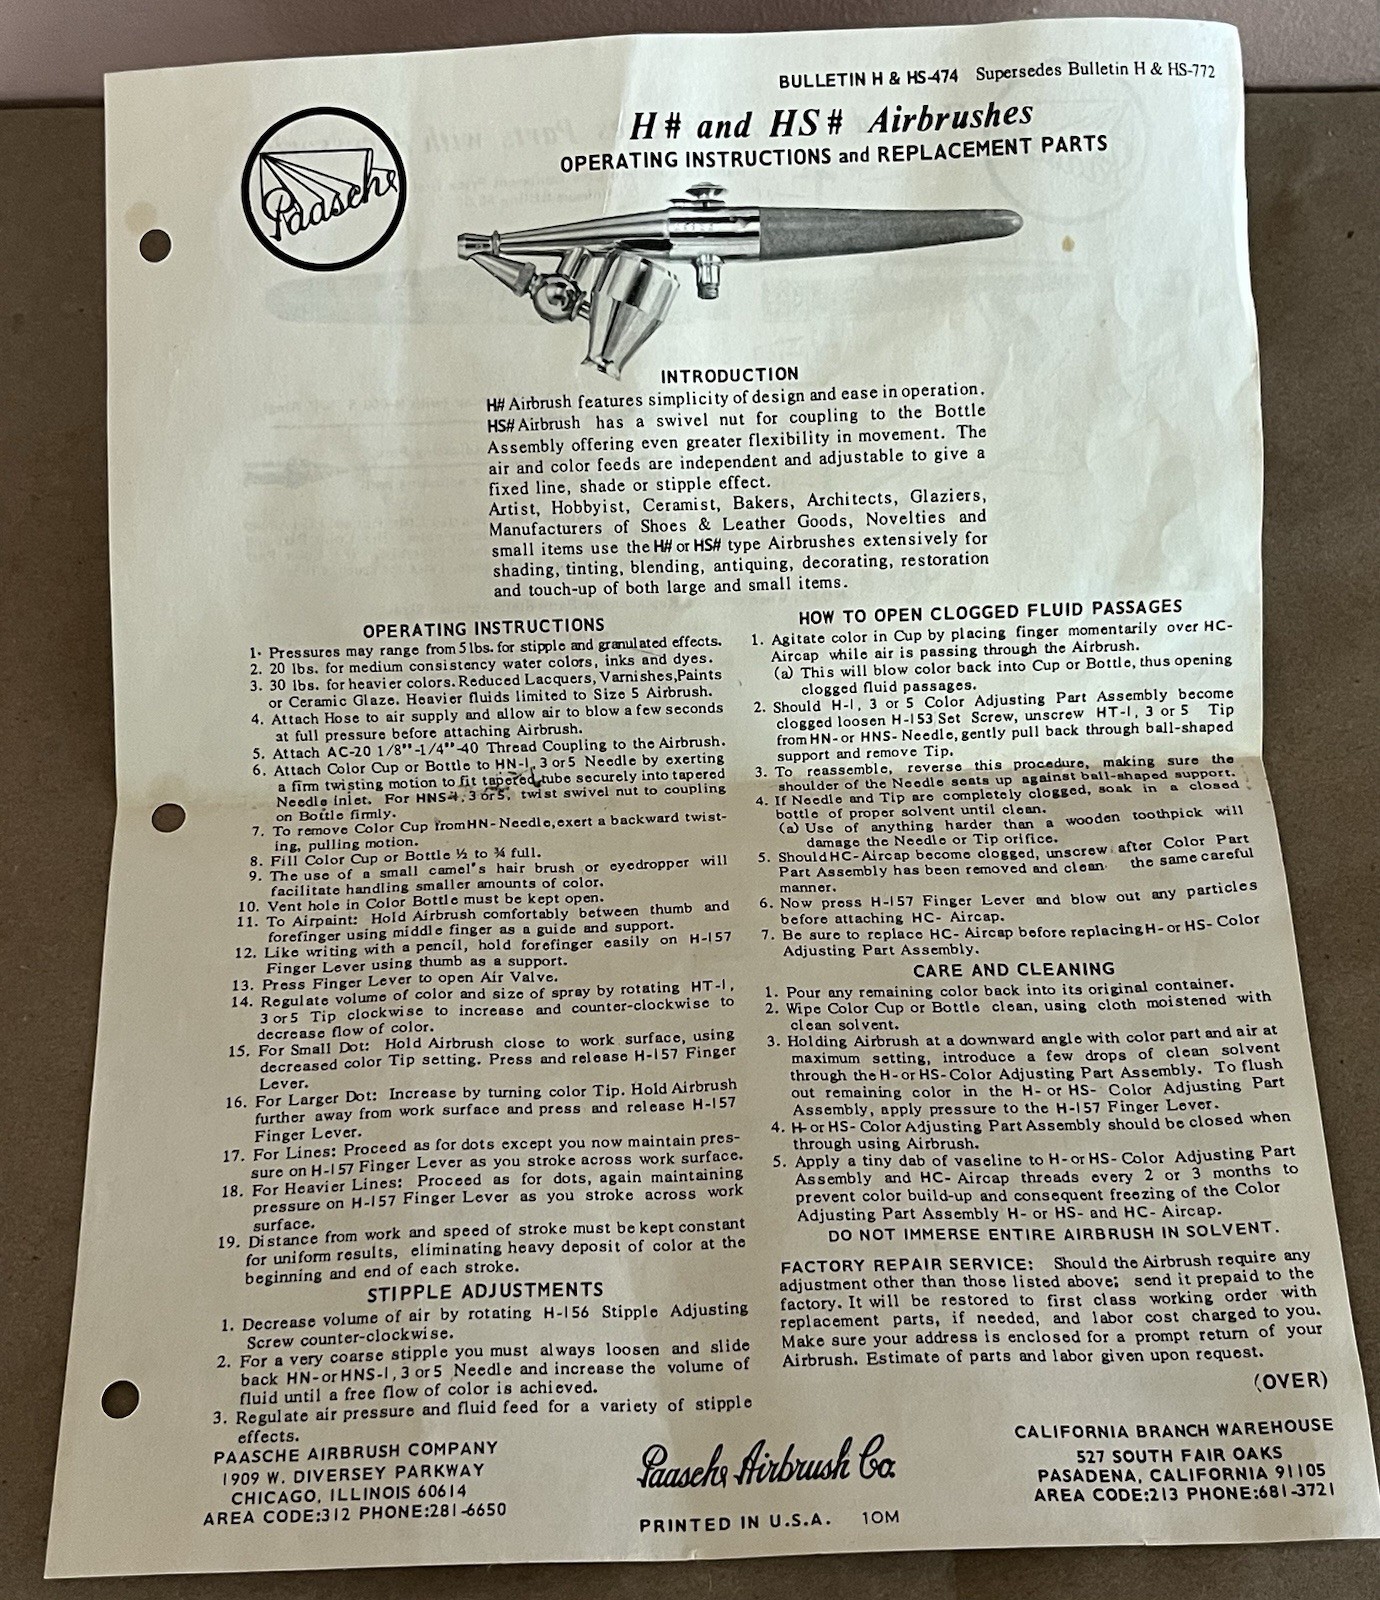 BULLETIN H & HS-474 Supersedes Bulletin H & HS-772
Paasche
H# and HS# Airbrushes
OPERATING INSTRUCTIONS and REPLACEMENT PARTS
INTRODUCTION
H# Airbrush features simplicity of design and ease in operation.
HS# Airbrush has a swivel nut for coupling to the Bottle
Assembly offering even greater flexibility in movement. The
air and color feeds are independent and adjustable to give a
fixed line, shade or stipple effect.
Artist, Hobbyist, Ceramist, Bakers, Architects, Glaziers,
Manufacturers of Shoes & Leather Goods, Novelties and
small items use the H# or HS# type Airbrushes extensively for
shading, tinting, blending, antiquing, decorating, restoration
and touch-up of both large and small items.
OPERATING INSTRUCTIONS
1. Pressures may range from 5 lbs. for stipple and granulated effects.
2. 20 lbs. for medium consistency water colors, inks and dyes.
3. 30 lbs. for heavier colors. Reduced Lacquers, Varnishes, Paints
or Ceramic Glaze. Heavier fluids limited to Size 5 Airbrush.
4. Attach Hose to air supply and allow air to blow a few seconds
at full pressure before attaching Airbrush.
5. Attach AC-20 1/8"-1/4"-40 Thread Coupling to the Airbrush.
6. Attach Color Cup or Bottle to HN-1, 3 or 5 Needle by exerting
a firm twisting motion to fit tapered tube securely into tapered
Needle inlet. For HNS-1, 3 or 5, twist swivel nut to coupling
on Bottle firmly.
7. To remove Color Cup from HN- Needle, exert a backward twist-
ing, pulling motion.
8. Fill Color Cup or Bottle ½ to ¾ full.
9. The use of a small camel's hair brush or eyedropper will
facilitate handling smaller amounts of color.
10. Vent hole in Color Bottle must be kept open.
11. To Airpaint: Hold Airbrush comfortably between thumb and
forefinger using middle finger as a guide and support.
12. Like writing with a pencil, hold forefinger easily on H-157
Finger Lever using thumb as a support.
13. Press Finger Lever to open Air Valve.
14. Regulate volume of color and size of spray by rotating HT-1,
3 or 5 Tip clockwise to increase and counter-clockwise to
decrease flow of color.
15. For Small Dot: Hold Airbrush close to work surface, using
decreased color Tip setting. Press and release H-157 Finger
Lever.
16. For Larger Dot: Increase by turning color Tip. Hold Airbrush
further away from work surface and press and release H-157
Finger Lever.
17. For Lines: Proceed as for dots except you now maintain pres-
sure on H-157 Finger Lever as you stroke across work surface.
18. For Heavier Lines: Proceed as for dots, again maintaining
pressure on H-157 Finger Lever as you stroke across work
surface.
19. Distance from work and speed of stroke must be kept constant
for uniform results, eliminating heavy deposit of color at the
beginning and end of each stroke.
STIPPLE ADJUSTMENTS
1. Decrease volume of air by rotating H-156 Stipple Adjusting
Screw counter-clockwise.
2. For a very coarse stipple you must always loosen and slide
back HN- or HNS-1, 3 or 5 Needle and increase the volume of
fluid until a free flow of color is achieved.
3. Regulate air pressure and fluid feed for a variety of stipple
effects.
HOW TO OPEN CLOGGED FLUID PASSAGES
1. Agitate color in Cup by placing finger momentarily over HC-
Aircap while air is passing through the Airbrush.
(a) This will blow color back into Cup or Bottle, thus opening
clogged fluid passages.
2. Should H-1, 3 or 5 Color Adjusting Part Assembly become
clogged loosen H-153 Set Screw, unscrew HT-1, 3 or 5 Tip
from HN- or HNS- Needle, gently pull back through ball-shaped
support and remove Tip.
3. To reassemble, reverse this procedure, making sure the
shoulder of the Needle seats up against ball-shaped support.
4. If Needle and Tip are completely clogged, soak in a closed
bottle of proper solvent until clean.
(a) Use of anything harder than a wooden toothpick will
damage the Needle or Tip orifice.
5. Should HC-Aircap become clogged, unscrew after Color Part
Part Assembly has been removed and clean the same careful
manner.
6. Now press H-157 Finger Lever and blow out any particles
before attaching HC- Aircap.
7. Be sure to replace HC- Aircap before replacing H- or HS- Color
Adjusting Part Assembly.
CARE AND CLEANING
1. Pour any remaining color back into its original container.
2. Wipe Color Cup or Bottle clean, using cloth moistened with
clean solvent.
3. Holding Airbrush at a downward angle with color part and air at
maximum setting, introduce a few drops of clean solvent
through the H- or HS- Color Adjusting Part Assembly. To flush
out remaining color in the H- or HS- Color Adjusting Part
Assembly, apply pressure to the H-157 Finger Lever.
4. H- or HS- Color Adjusting Part Assembly should be closed when
through using Airbrush.
5. Apply a tiny dab of vaseline to H- or HS- Color Adjusting Part
Assembly and HC- Aircap threads every 2 or 3 months to
prevent color build-up and consequent freezing of the Color
Adjusting Part Assembly H- or HS- and HC- Aircap.
DO NOT IMMERSE ENTIRE AIRBRUSH IN SOLVENT.
FACTORY REPAIR SERVICE: Should the Airbrush require any
adjustment other than those listed above; send it prepaid to the
factory. It will be restored to first class working order with
replacement parts, if needed, and labor cost charged to you.
Make sure your address is enclosed for a prompt return of your
Airbrush. Estimate of parts and labor given upon request.
(OVER)
PAASCHE AIRBRUSH COMPANY
1909 W. DIVERSEY PARKWAY
CHICAGO, ILLINOIS 60614
AREA CODE:312 PHONE:281-6650
Paasche Airbrush Co.
PRINTED IN U.S.A. 10M
CALIFORNIA BRANCH WAREHOUSE
527 SOUTH FAIR OAKS
PASADENA, CALIFORNIA 91105
AREA CODE:213 PHONE:681-3721